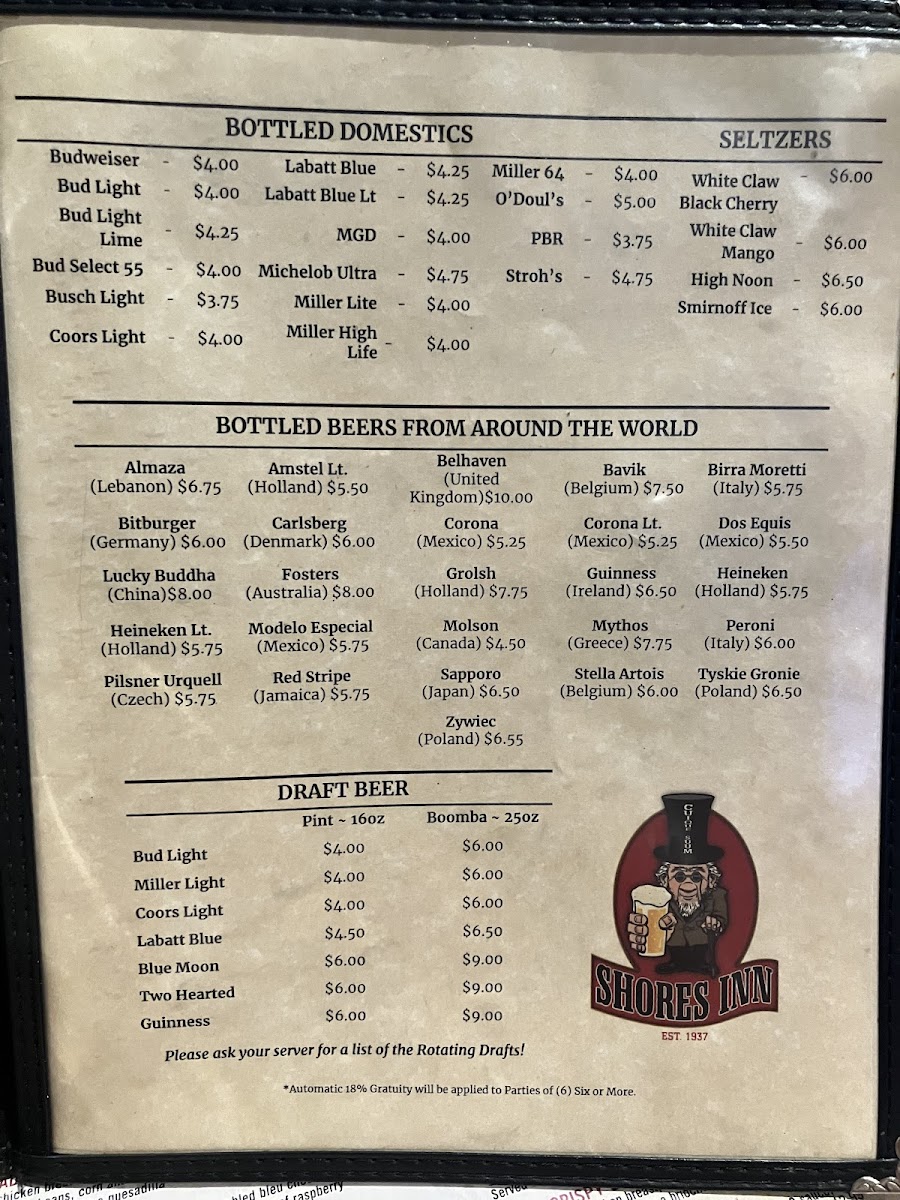 BOTTLED DOMESTICS
Budweiser - $4.00
Bud Light - $4.00
Bud Light
Lime - $4.25
Bud Select 55 - $4.00
Busch Light - $3.75
Coors Light - $4.00
Labatt Blue - $4.25
Labatt Blue Lt - $4.25
MGD - $4.00
Michelob Ultra - $4.75
Miller Lite - $4.00
Miller High
Life - $4.00
Miller 64 - $4.00
O'Doul's - $5.00
PBR - $3.75
Stroh's - $4.75
SELTZERS
White Claw - $6.00
Black Cherry
White Claw
Mango - $6.00
High Noon - $6.50
Smirnoff Ice - $6.00
BOTTLED BEERS FROM AROUND THE WORLD
Almaza
(Lebanon) $6.75
Amstel Lt.
(Holland) $5.50
Belhaven
(United
Kingdom)$10.00
Bavik
(Belgium) $7.50
Birra Moretti
(Italy) $5.75
Bitburger
(Germany) $6.00
Carlsberg
(Denmark) $6.00
Corona
(Mexico) $5.25
Corona Lt.
(Mexico) $5.25
Dos Equis
(Mexico) $5.50
Lucky Buddha
(China)$8.00
Fosters
(Australia) $8.00
Grolsh
(Holland) $7.75
Guinness
(Ireland) $6.50
Heineken
(Holland) $5.75
Heineken Lt.
(Holland) $5.75
Modelo Especial
(Mexico) $5.75
Molson
(Canada) $4.50
Mythos
(Greece) $7.75
Peroni
(Italy) $6.00
Pilsner Urquell
(Czech) $5.75
Red Stripe
(Jamaica) $5.75
Sapporo
(Japan) $6.50
Stella Artois
(Belgium) $6.00
Tyskie Gronie
(Poland) $6.50
Zywiec
(Poland) $6.55
DRAFT BEER
Pint ~ 16oz Boomba ~ 25oz
Bud Light $4.00 $6.00
Miller Light $4.00 $6.00
Coors Light $4.00 $6.00
Labatt Blue $4.50 $6.50
Blue Moon $6.00 $9.00
Two Hearted $6.00 $9.00
Guinness $6.00 $9.00
Please ask your server for a list of the Rotating Drafts!
SHORES INN
EST. 1937
*Automatic 18% Gratuity will be applied to Parties of (6) Six or More.
quesadilla
raspberry
Served